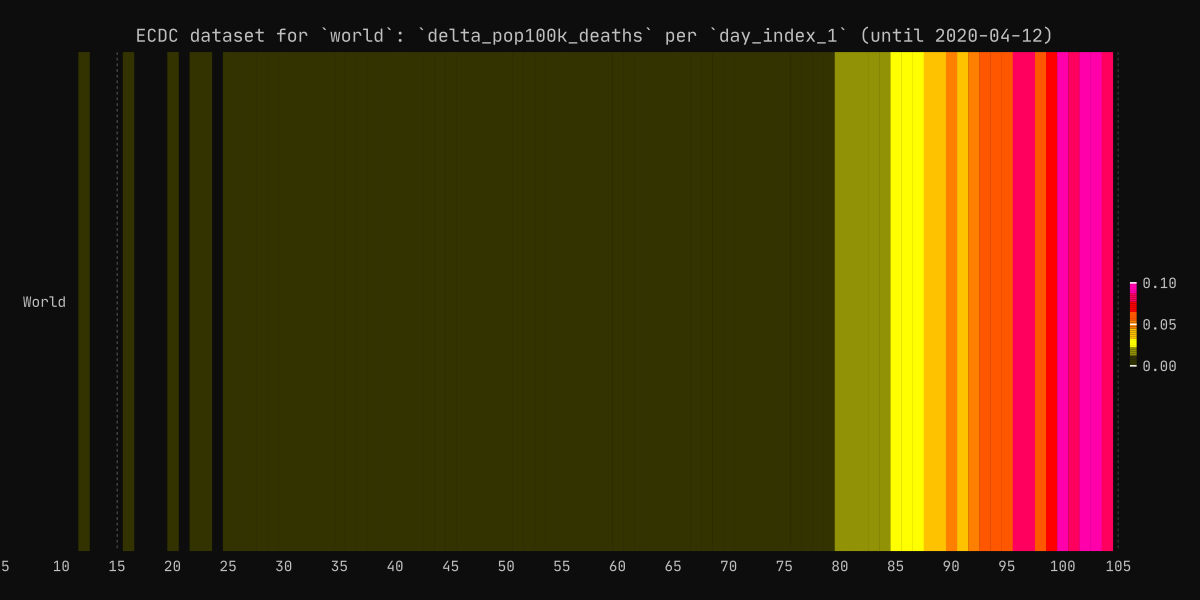 ECDC dataset for `world`: `delta_pop100k_deaths` per `day_index_1` (until 2020-04-12)
World
0.10
0.05
0.00
5 10 15 20 25 30 35 40 45 50 55 60 65 70 75 80 85 90 95 100 105